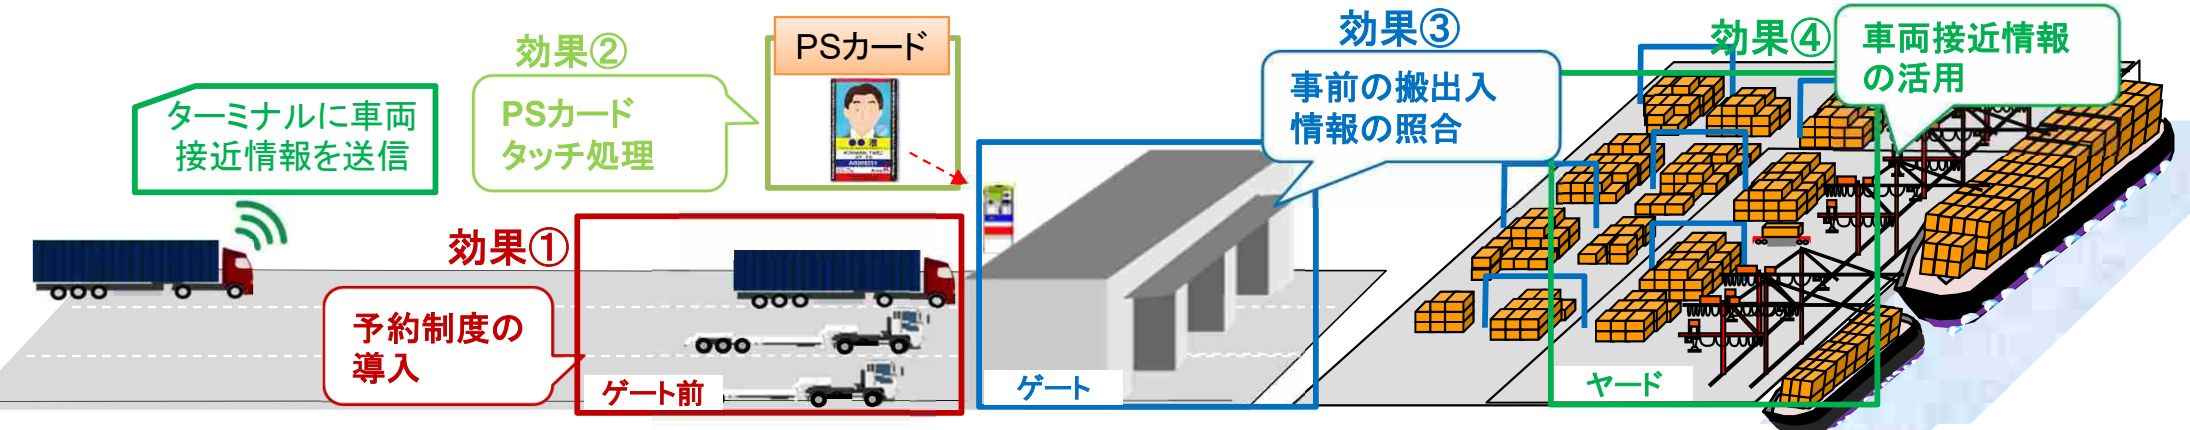 ターミナルに車両
接近情報を送信
効果①
予約制度の
導入
ゲート前
効果②
PSカード
タッチ処理
PSカード
効果③
事前の搬出入
情報の照合
ゲート
効果④
車両接近情報
の活用
ヤード